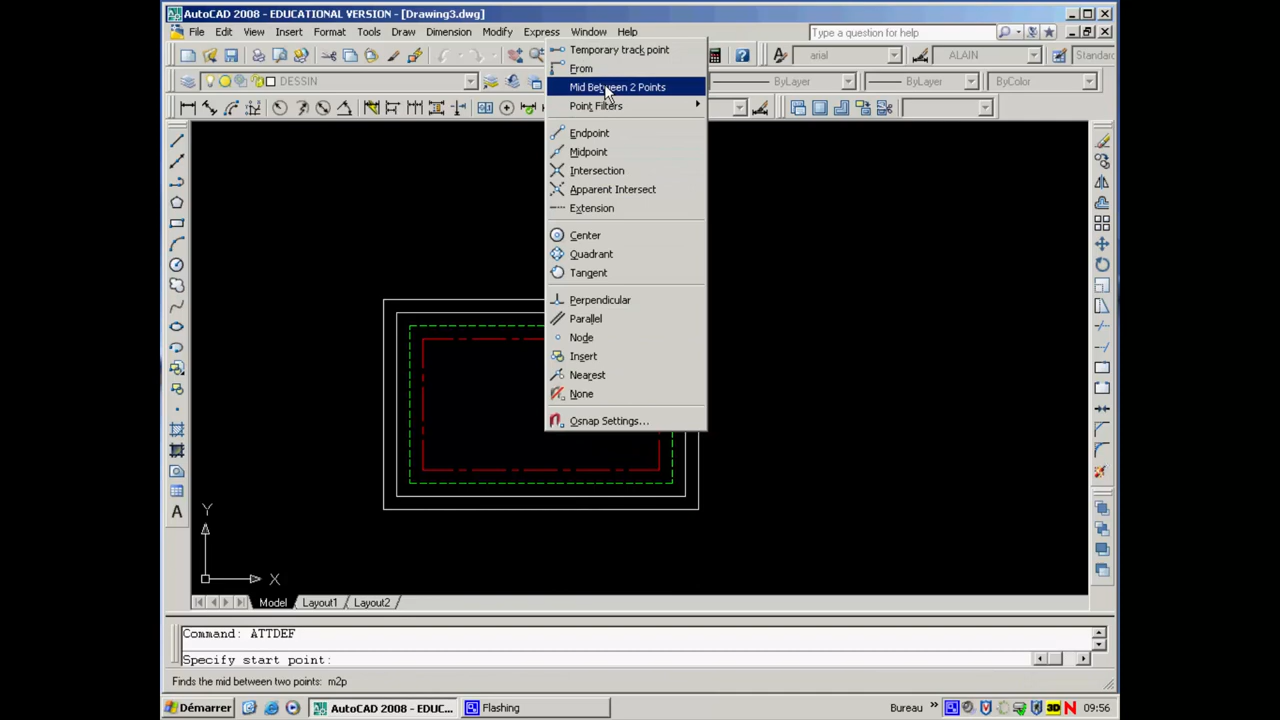 AutoCAD 2008 - EDUCATIONAL VERSION - [Drawing3.dwg]
File Edit View Insert Format Tools Draw Dimension Modify Express Window Help Type a question for help
arial ALAIN Standard
DESSIN ByLayer ByLayer ByColor
Temporary track point
From
Mid Between 2 Points
Point Filters
Endpoint
Midpoint
Intersection
Apparent Intersect
Extension
Center
Quadrant
Tangent
Perpendicular
Parallel
Node
Insert
Nearest
None
Osnap Settings...
A
Y
X
Model Layout1 Layout2
Command: ATTDEF
Specify start point:
Finds the mid between two points: m2p
Démarrer AutoCAD 2008 - EDUC... Flashing Bureau 3D N 09:56